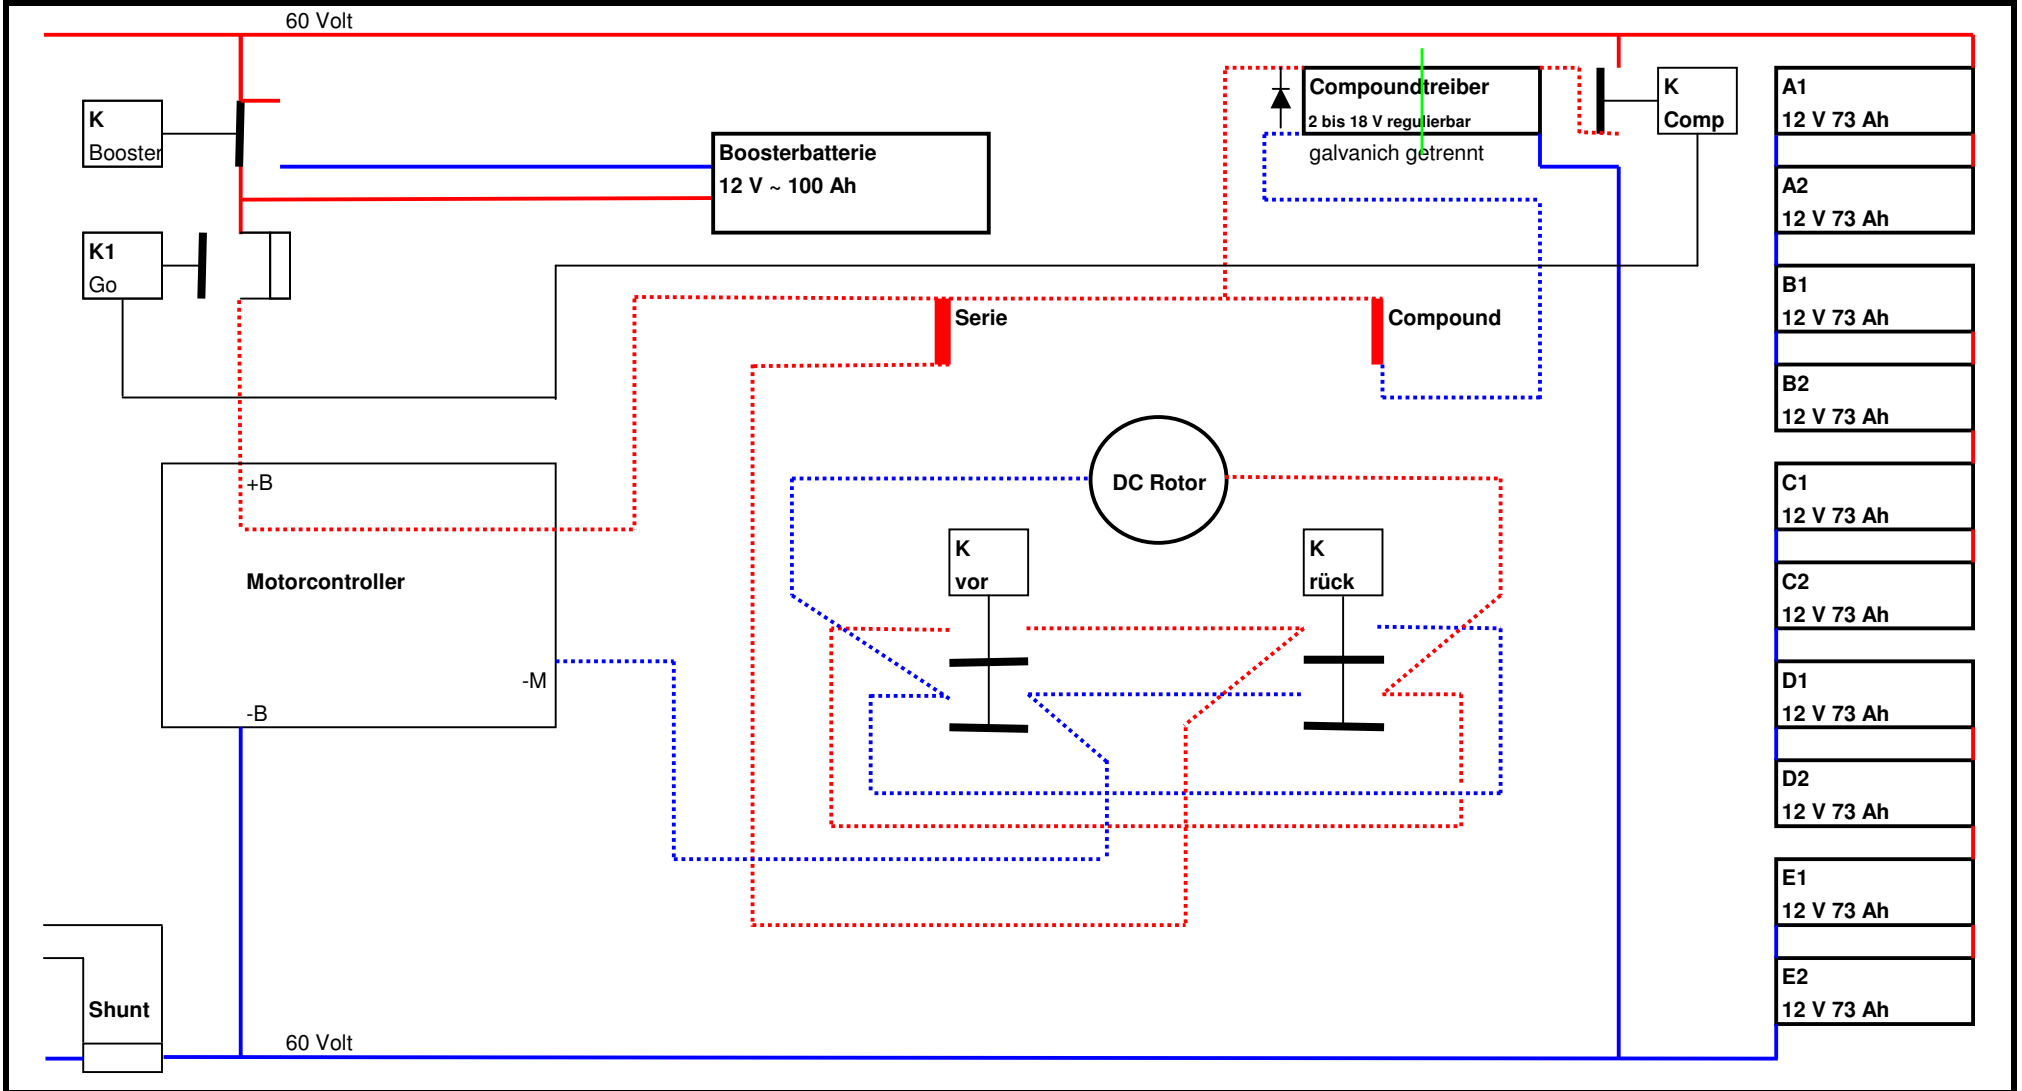 60 Volt
K
Booster
Boosterbatterie
12 V ~ 100 Ah
Compoundtreiber
2 bis 18 V regulierbar
galvanich getrennt
K
Comp
A1
12 V 73 Ah
A2
12 V 73 Ah
K1
Go
Serie
Compound
B1
12 V 73 Ah
B2
12 V 73 Ah
+B
Motorcontroller
-M
-B
DC Rotor
K
vor
K
rück
C1
12 V 73 Ah
C2
12 V 73 Ah
D1
12 V 73 Ah
D2
12 V 73 Ah
E1
12 V 73 Ah
E2
12 V 73 Ah
Shunt
60 Volt